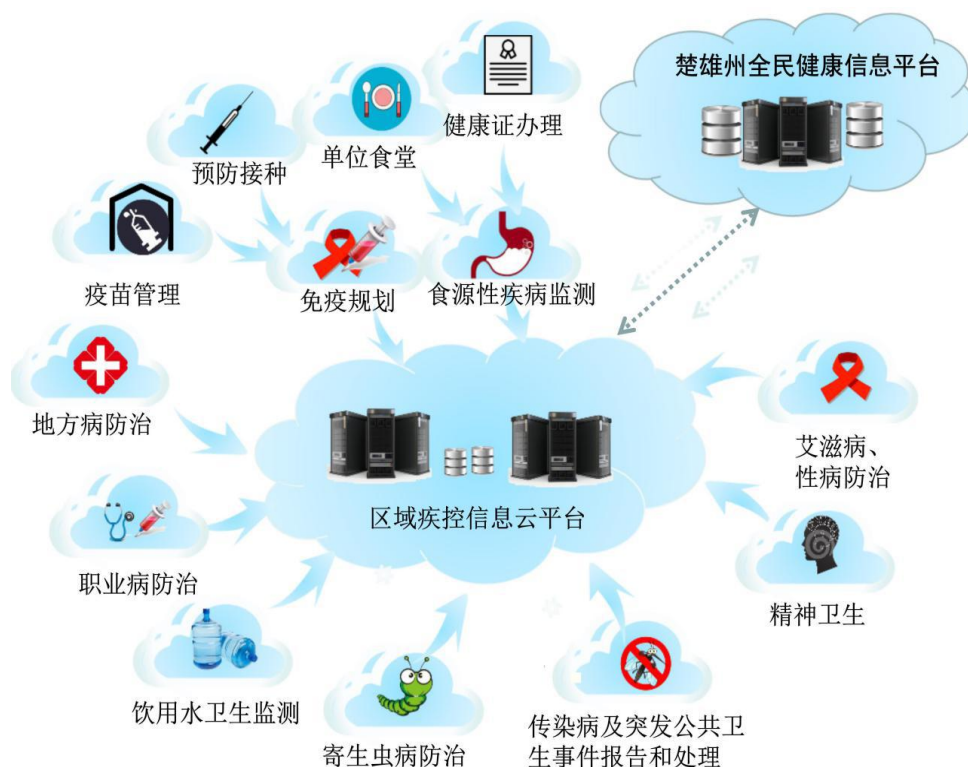 健康证办理
楚雄州全民健康信息平台
单位食堂
预防接种
疫苗管理
免疫规划
食源性疾病监测
地方病防治
艾滋病、
性病防治
区域疾控信息云平台
职业病防治
精神卫生
饮用水卫生监测
寄生虫病防治
传染病及突发公共卫
生事件报告和处理